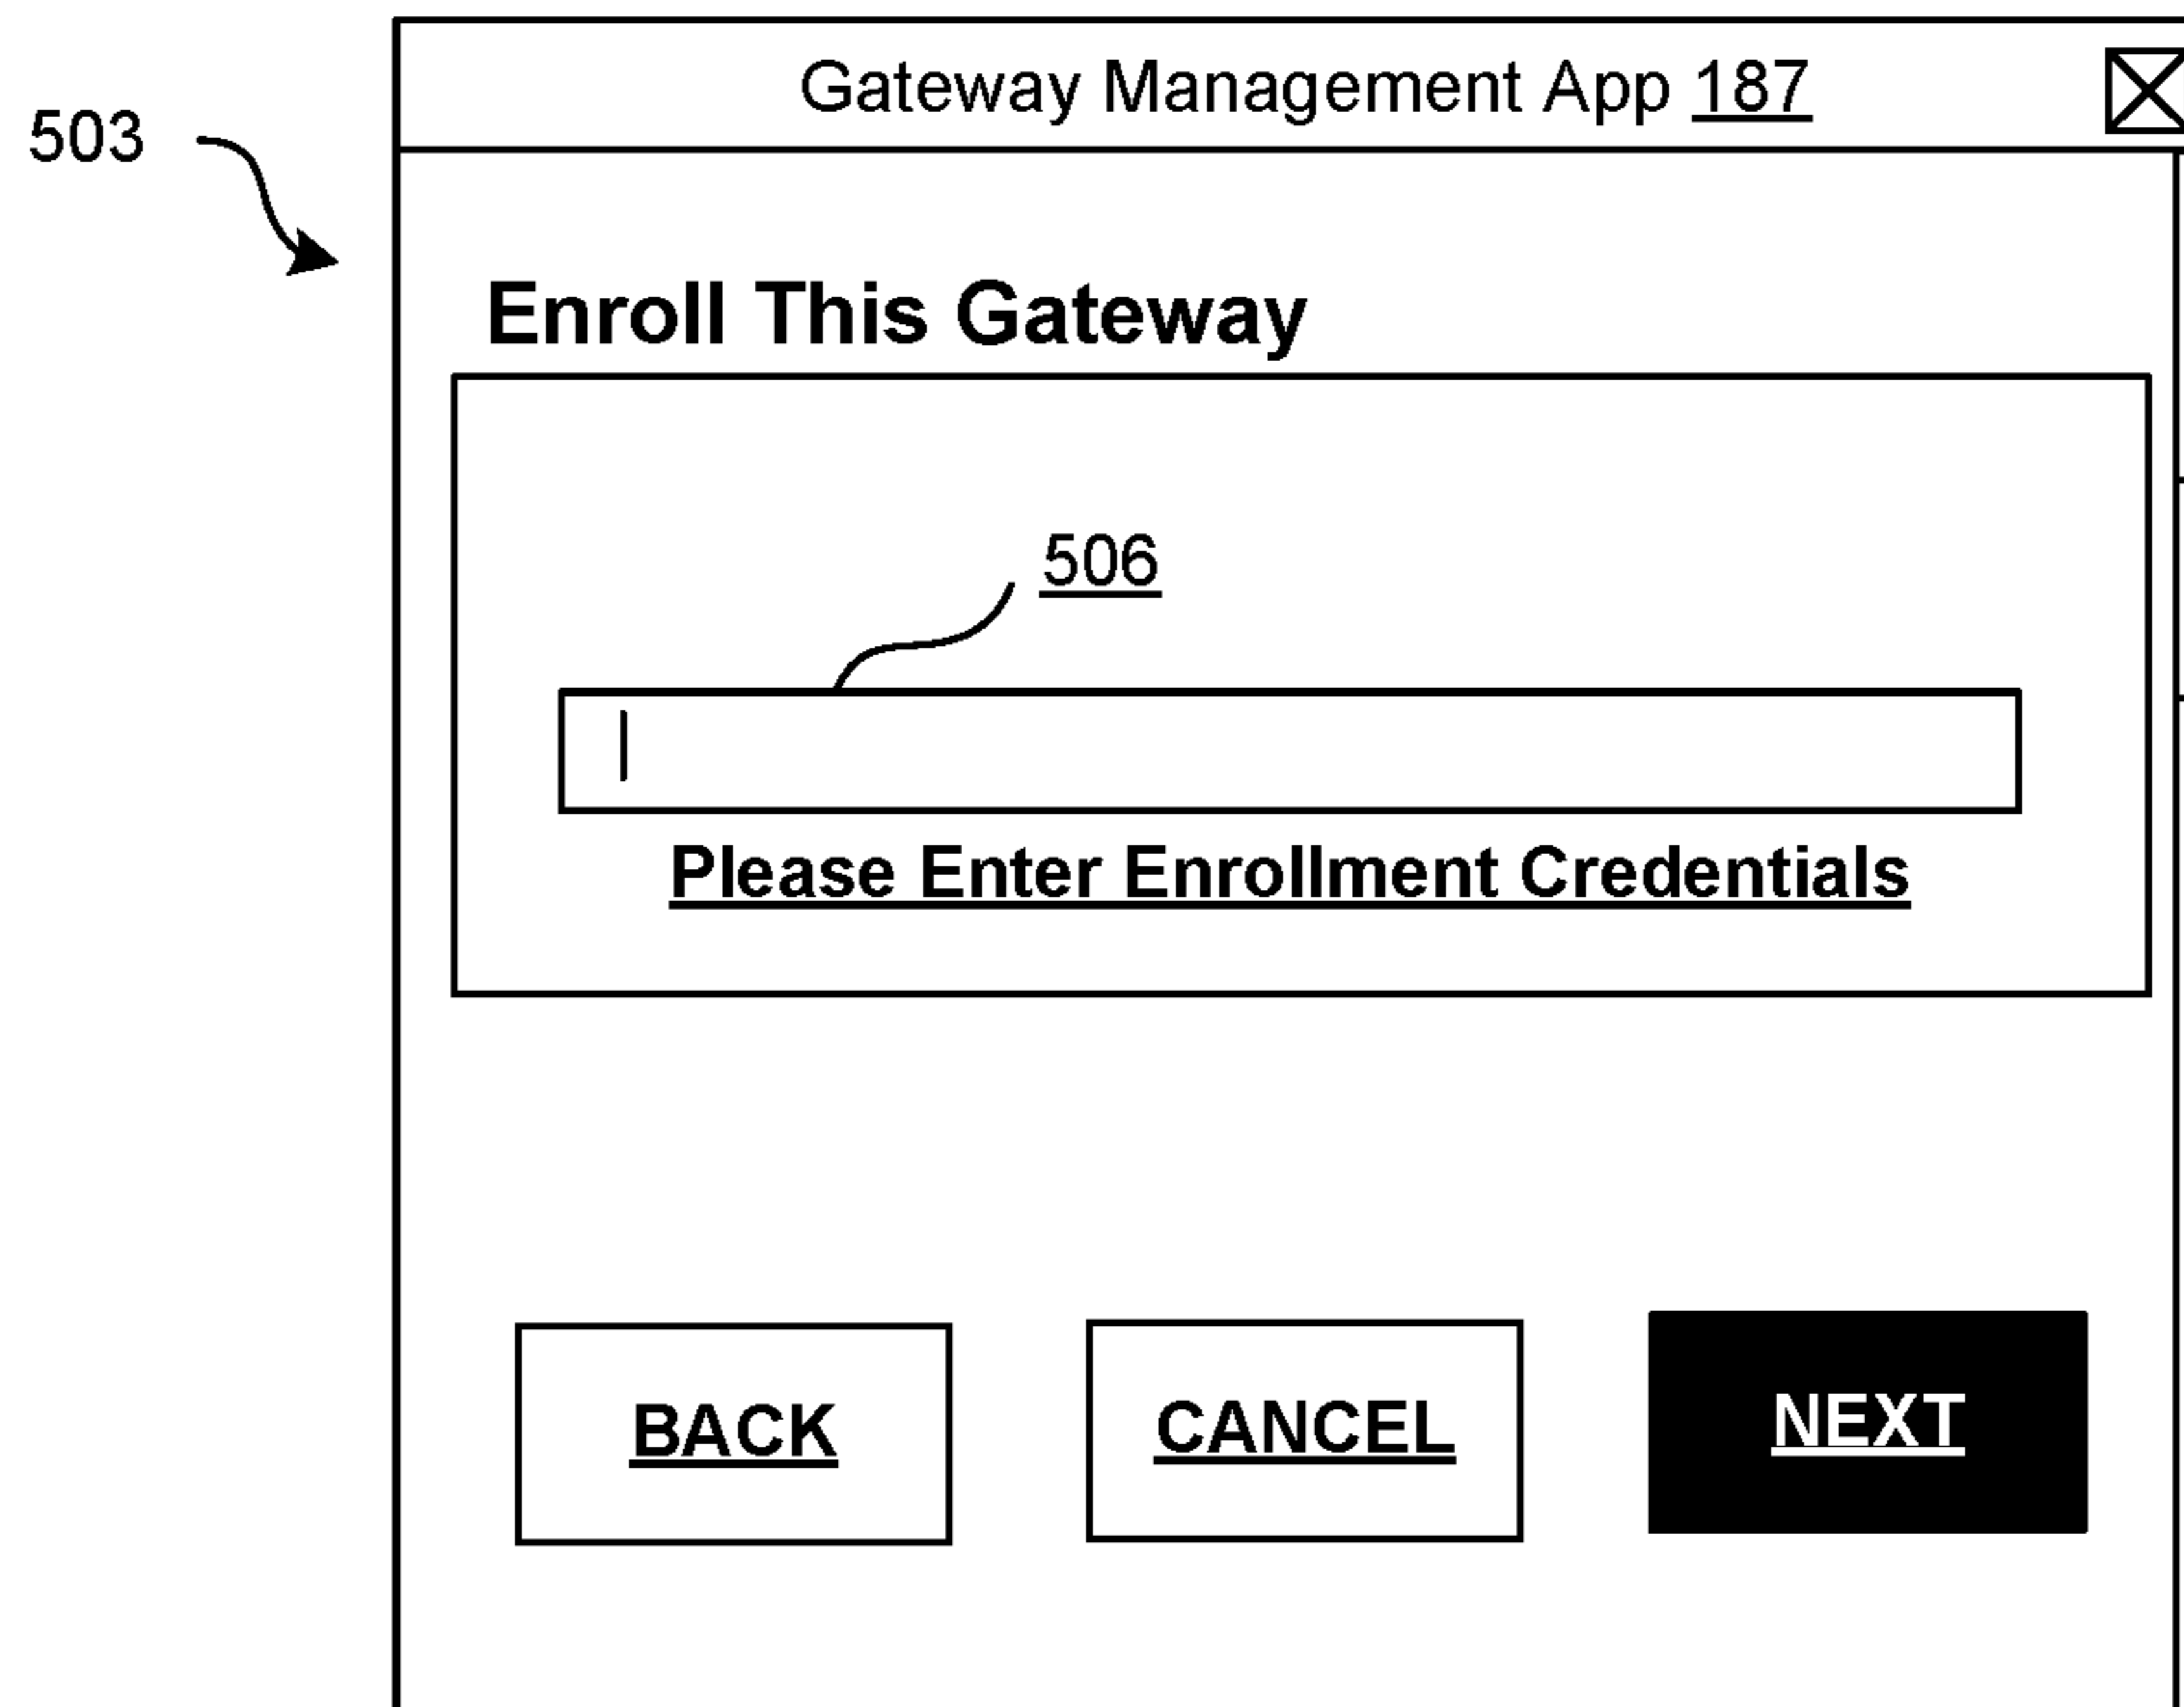 Gateway Management App 187
503
Enroll This Gateway
506
Please Enter Enrollment Credentials
BACK
CANCEL
NEXT